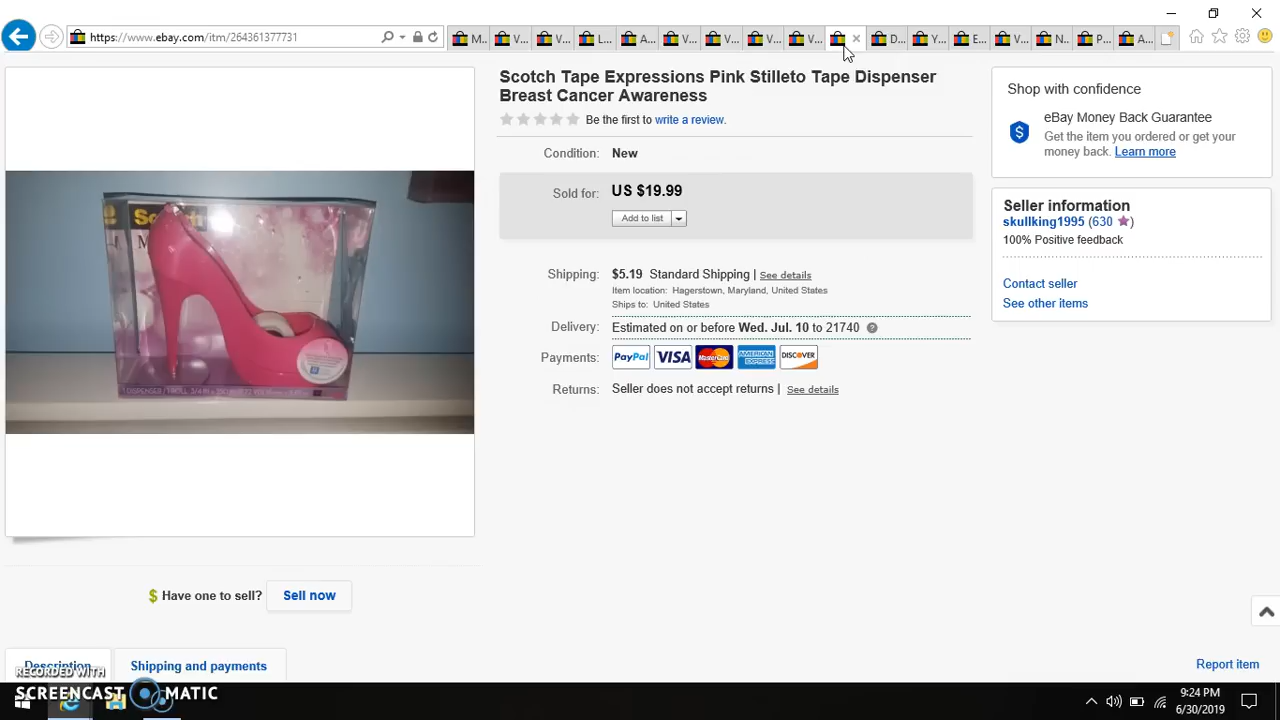 https://www.ebay.com/itm/264361377731
M... V... V... L... A... V... V... V... V... D... Y... E... V... N... P... A...
Scotch Tape Expressions Pink Stilleto Tape Dispenser
Breast Cancer Awareness
Be the first to write a review.
Condition: New
Sold for: US $19.99
Add to list
Shipping: $5.19 Standard Shipping | See details
Item location: Hagerstown, Maryland, United States
Ships to: United States
Delivery: Estimated on or before Wed. Jul. 10 to 21740
Payments: PayPal VISA MasterCard AMERICAN EXPRESS DISCOVER
Returns: Seller does not accept returns | See details
Shop with confidence
eBay Money Back Guarantee
Get the item you ordered or get your
money back. Learn more
Seller information
skullking1995 (630)
100% Positive feedback
Contact seller
See other items
$ Have one to sell? Sell now
Description Shipping and payments
Report item
RECORDED WITH
SCREENCAST MATIC
9:24 PM
6/30/2019